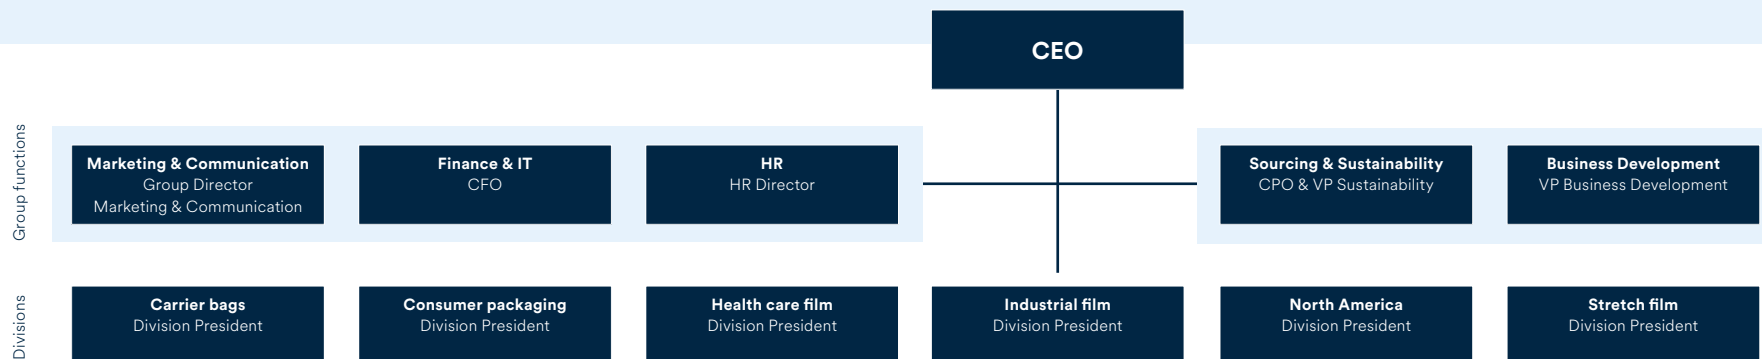 CEO
Group functions
Marketing & Communication
Group Director
Marketing & Communication
Finance & IT
CFO
HR
HR Director
Sourcing & Sustainability
CPO & VP Sustainability
Business Development
VP Business Development
Divisions
Carrier bags
Division President
Consumer packaging
Division President
Health care film
Division President
Industrial film
Division President
North America
Division President
Stretch film
Division President